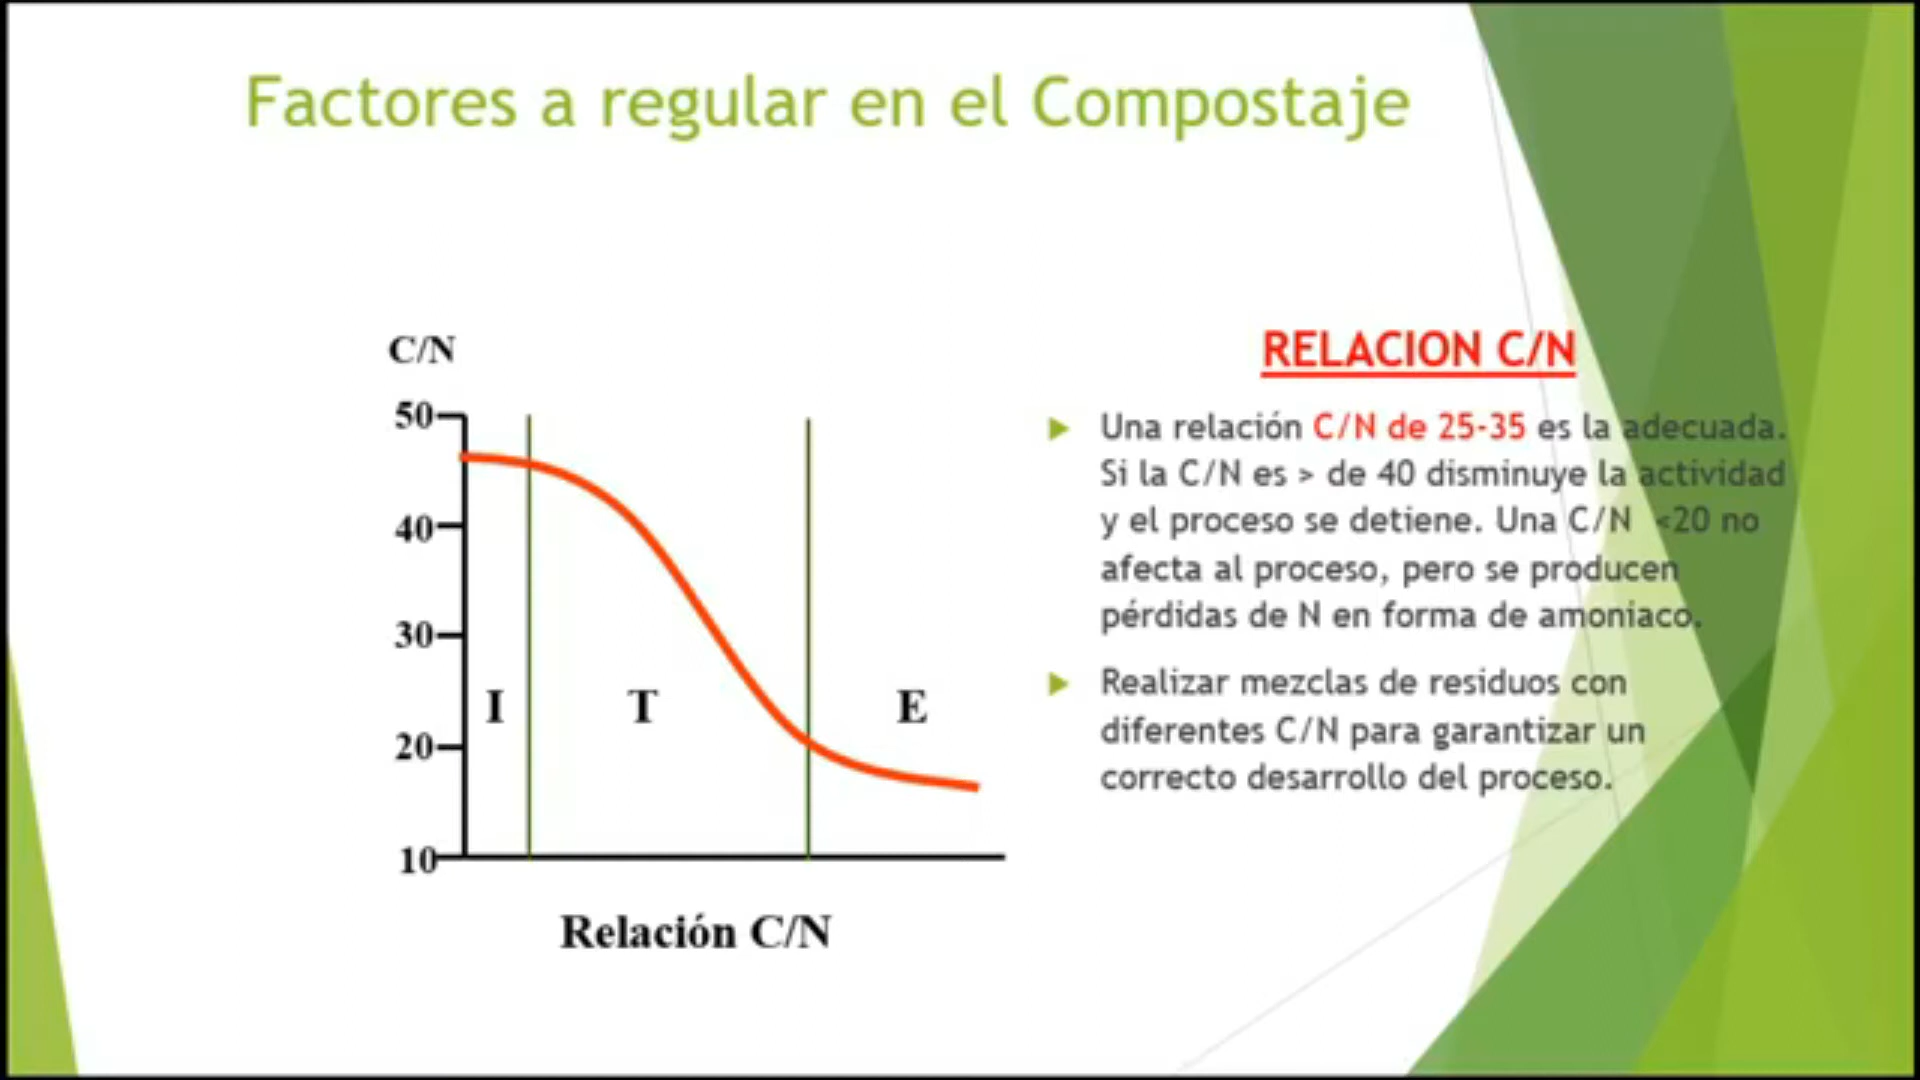 Factores a regular en el Compostaje
C/N
50
40
30
20
10
I
T
E
Relación C/N
RELACION C/N
Una relación C/N de 25-35 es la adecuada.
Si la C/N es > de 40 disminuye la actividad
y el proceso se detiene. Una C/N <20 no
afecta al proceso, pero se producen
pérdidas de N en forma de amoniaco.
Realizar mezclas de residuos con
diferentes C/N para garantizar un
correcto desarrollo del proceso.